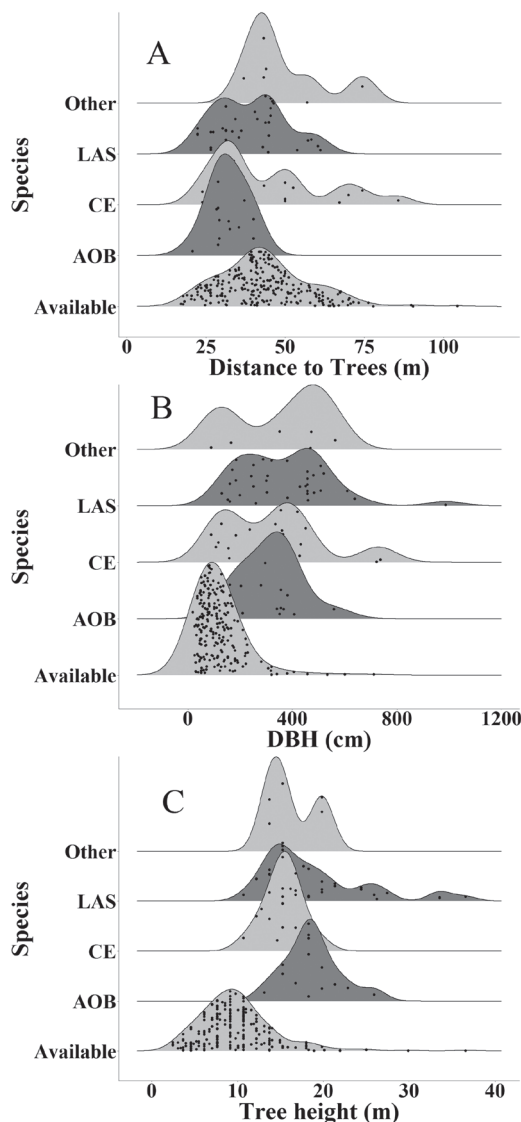 A
Other
LAS
CE
AOB
Available
Species
0 25 50 75 100
Distance to Trees (m)
B
Other
LAS
CE
AOB
Available
Species
0 400 800 1200
DBH (cm)
C
Other
LAS
CE
AOB
Available
Species
0 10 20 30 40
Tree height (m)